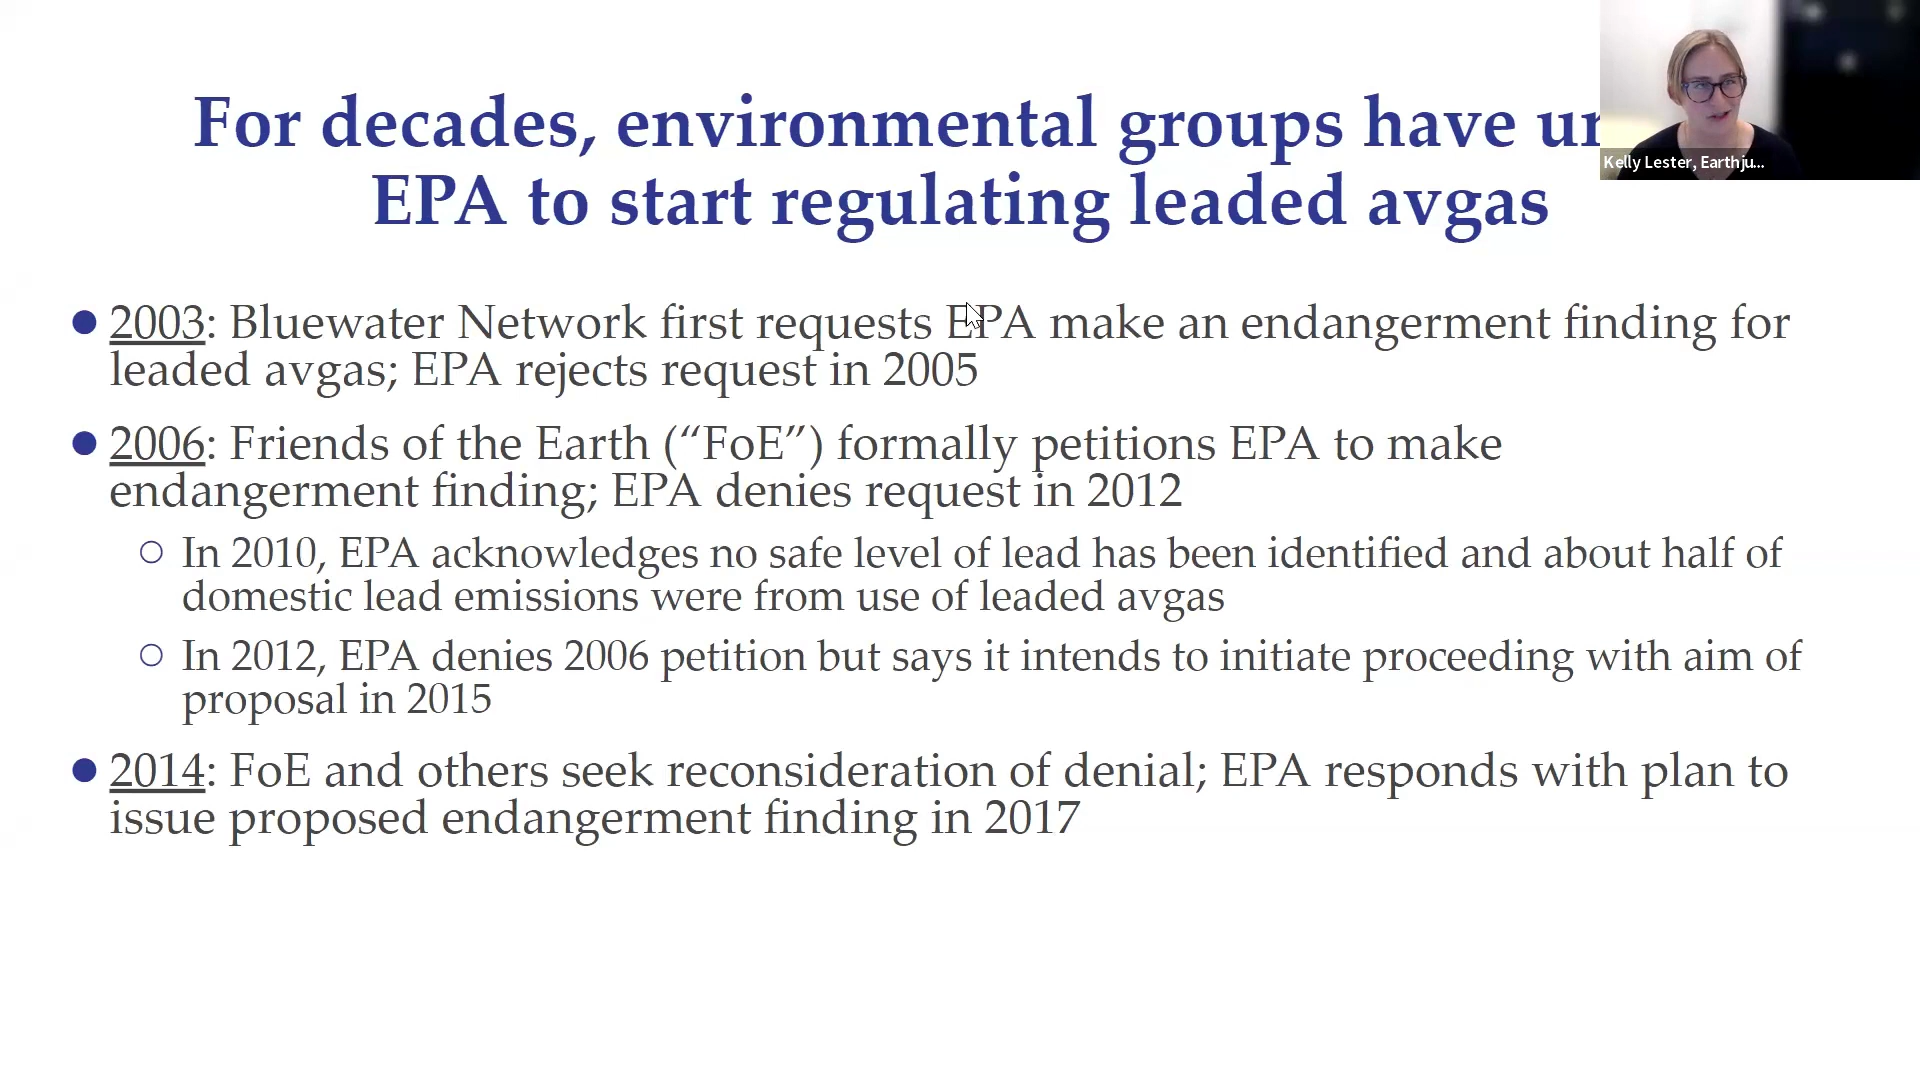 For decades, environmental groups have
EPA to start regulating leaded avgas
Kelly Lester, Earthju...
● 2003: Bluewater Network first requests EPA make an endangerment finding for
leaded avgas; EPA rejects request in 2005
● 2006: Friends of the Earth (“FoE”) formally petitions EPA to make
endangerment finding; EPA denies request in 2012
○ In 2010, EPA acknowledges no safe level of lead has been identified and about half of
domestic lead emissions were from use of leaded avgas
○ In 2012, EPA denies 2006 petition but says it intends to initiate proceeding with aim of
proposal in 2015
● 2014: FoE and others seek reconsideration of denial; EPA responds with plan to
issue proposed endangerment finding in 2017